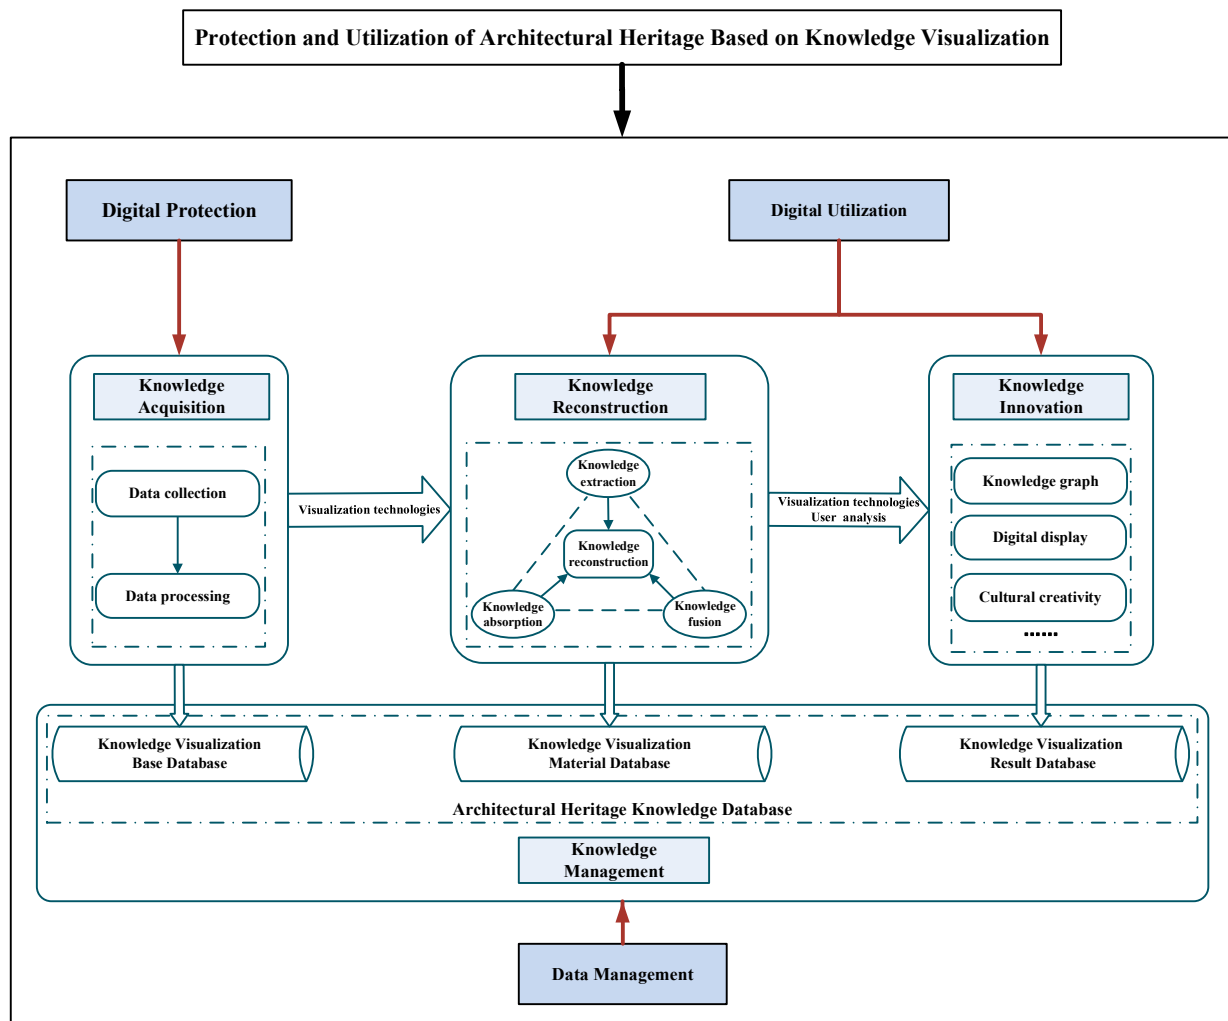 Protection and Utilization of Architectural Heritage Based on Knowledge Visualization
Digital Protection
Digital Utilization
Knowledge
Acquisition
Data collection
Data processing
Visualization technologies
Knowledge
Reconstruction
Knowledge
extraction
Knowledge
reconstruction
Knowledge
absorption
Knowledge
fusion
Visualization technologies
User analysis
Knowledge
Innovation
Knowledge graph
Digital display
Cultural creativity
......
Knowledge Visualization
Base Database
Knowledge Visualization
Material Database
Knowledge Visualization
Result Database
Architectural Heritage Knowledge Database
Knowledge
Management
Data Management